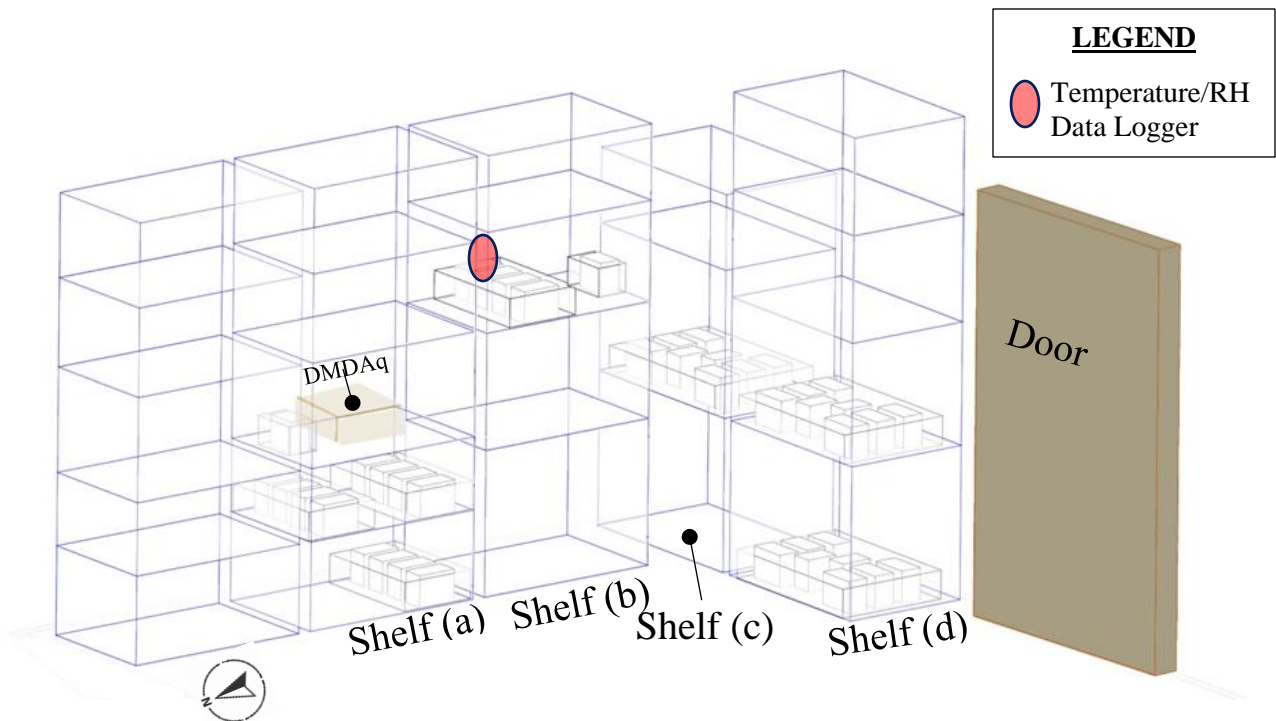 LEGEND
Temperature/RH
Data Logger
Door
DMDAq
Shelf (a)
Shelf (b)
Shelf (c)
Shelf (d)
N